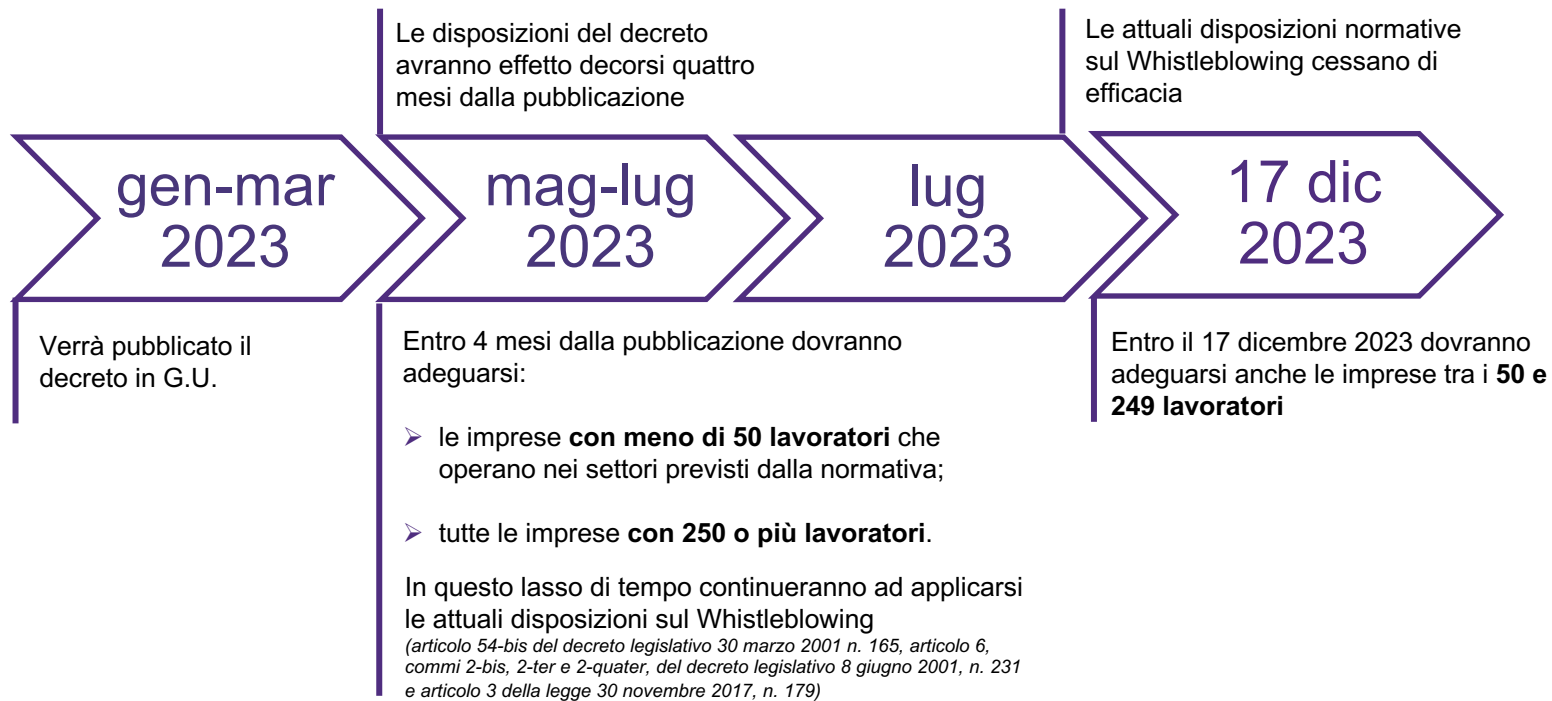 Le disposizioni del decreto
avranno effetto decorsi quattro
mesi dalla pubblicazione
Le attuali disposizioni normative
sul Whistleblowing cessano di
efficacia
gen-mar
2023
mag-lug
2023
lug
2023
17 dic
2023
Verrà pubblicato il
decreto in G.U.
Entro 4 mesi dalla pubblicazione dovranno
adeguarsi:
➢ le imprese con meno di 50 lavoratori che
operano nei settori previsti dalla normativa;
➢ tutte le imprese con 250 o più lavoratori.
In questo lasso di tempo continueranno ad applicarsi
le attuali disposizioni sul Whistleblowing
(articolo 54-bis del decreto legislativo 30 marzo 2001 n. 165, articolo 6,
commi 2-bis, 2-ter e 2-quater, del decreto legislativo 8 giugno 2001, n. 231
e articolo 3 della legge 30 novembre 2017, n. 179)
Entro il 17 dicembre 2023 dovranno
adeguarsi anche le imprese tra i 50 e
249 lavoratori